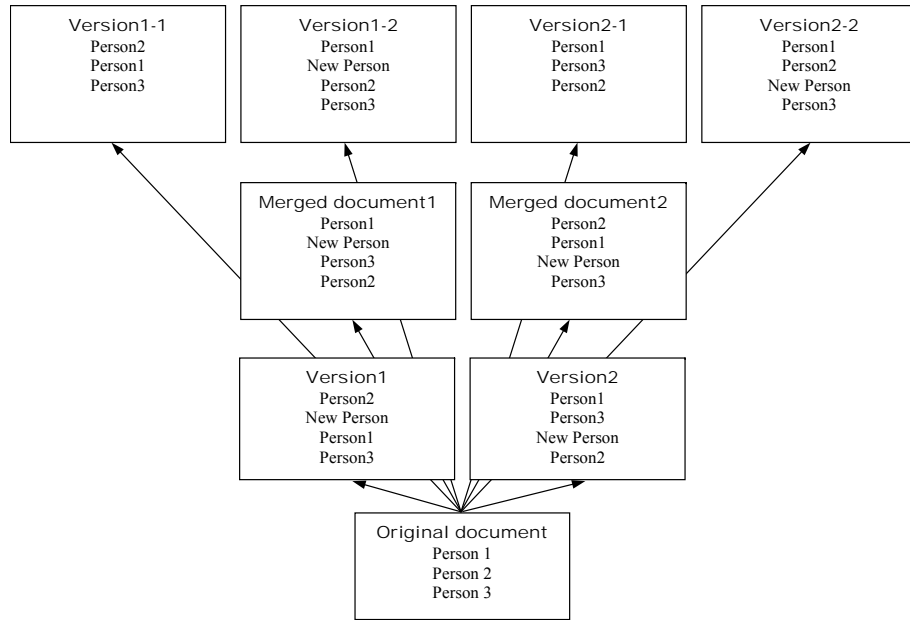 Version1-1
Person2
Person1
Person3
Version1-2
Person1
New Person
Person2
Person3
Version2-1
Person1
Person3
Person2
Version2-2
Person1
Person2
New Person
Person3
Merged document1
Person1
New Person
Person3
Person2
Merged document2
Person2
Person1
New Person
Person3
Version1
Person2
New Person
Person1
Person3
Version2
Person1
Person3
New Person
Person2
Original document
Person 1
Person 2
Person 3